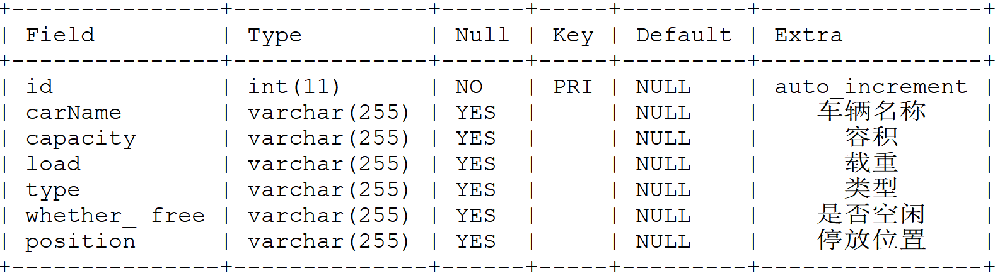 +---------------+--------------+------+-----+---------+----------------+
| Field | Type | Null | Key | Default | Extra |
+---------------+--------------+------+-----+---------+----------------+
| id | int(11) | NO | PRI | NULL | auto_increment |
| carName | varchar(255) | YES | | NULL | 车辆名称 |
| capacity | varchar(255) | YES | | NULL | 容积 |
| load | varchar(255) | YES | | NULL | 载重 |
| type | varchar(255) | YES | | NULL | 类型 |
| whether_ free | varchar(255) | YES | | NULL | 是否空闲 |
| position | varchar(255) | YES | | NULL | 停放位置 |
+---------------+--------------+------+-----+---------+----------------+